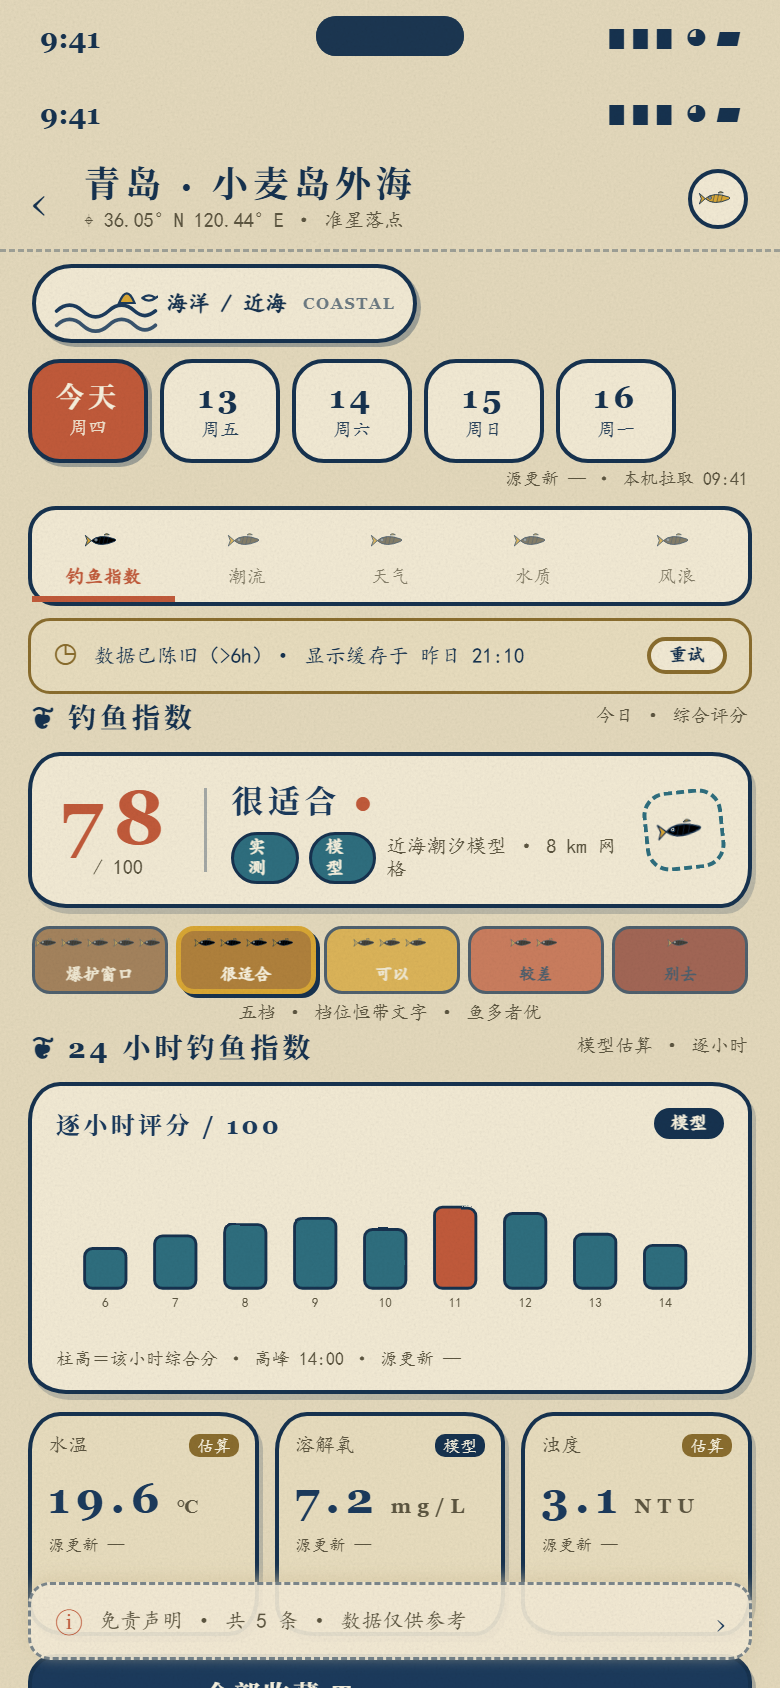 9:41
9:41
青岛 · 小麦岛外海
36.05° N 120.44° E • 准星落点
海洋 / 近海 COASTAL
今天 13 14 15 16
周四 周五 周六 周日 周一
源更新 — • 本机拉取 09:41
钓鱼指数 潮流 天气 水质 风浪
数据已陈旧 (>6h) • 显示缓存于 昨日 21:10 重试
❦ 钓鱼指数 今日 • 综合评分
78 / 100
很适合
实测 模型 近海潮汐模型 • 8 km 网格
爆护窗口 很适合 可以 较差 别去
五档 • 档位恒带文字 • 鱼多者优
❦ 24 小时钓鱼指数 模型估算 • 逐小时
逐小时评分 / 100 模型
6 7 8 9 10 11 12 13 14
柱高=该小时综合分 • 高峰 14:00 • 源更新 —
水温 估算 溶解氧 模型 浊度 估算
19.6 °C 7.2 mg/L 3.1 NTU
源更新 — 源更新 — 源更新 —
免责声明 • 共 5 条 • 数据仅供参考 ›